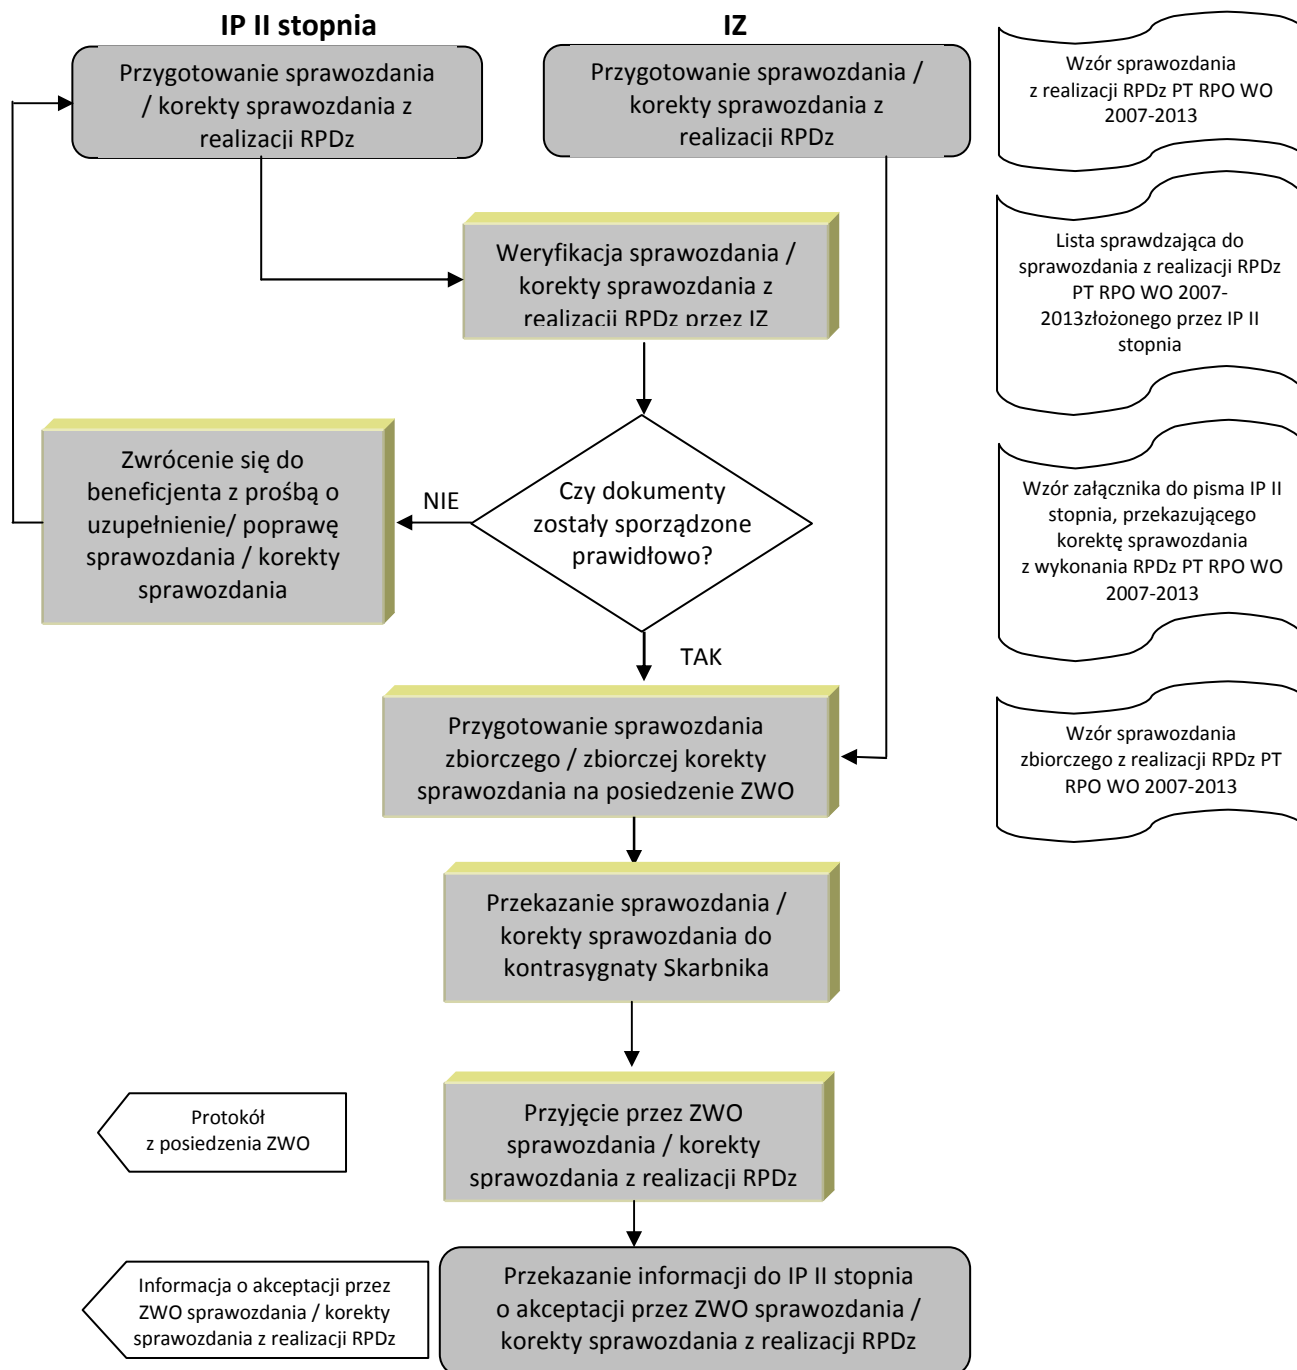 IP II stopnia
Przygotowanie sprawozdania
/ korekty sprawozdania z
realizacji RPDz
IZ
Przygotowanie sprawozdania /
korekty sprawozdania z
realizacji RPDz
Wzór sprawozdania
z realizacji RPDz PT RPO WO
2007-2013
Weryfikacja sprawozdania /
korekty sprawozdania z
realizacji RPDz przez IZ
Lista sprawdzająca do
sprawozdania z realizacji RPDz
PT RPO WO 2007-
2013złożonego przez IP II
stopnia
Zwrócenie się do
beneficjenta z prośbą o
uzupełnienie/ poprawę
sprawozdania / korekty
sprawozdania
NIE
Czy dokumenty
zostały sporządzone
prawidłowo?
Wzór załącznika do pisma IP II
stopnia, przekazującego
korektę sprawozdania
z wykonania RPDz PT RPO WO
2007-2013
TAK
Przygotowanie sprawozdania
zbiorczego / zbiorczej korekty
sprawozdania na posiedzenie ZWO
Wzór sprawozdania
zbiorczego z realizacji RPDz PT
RPO WO 2007-2013
Przekazanie sprawozdania /
korekty sprawozdania do
kontrasygnaty Skarbnika
Protokół
z posiedzenia ZWO
Przyjęcie przez ZWO
sprawozdania / korekty
sprawozdania z realizacji RPDz
Informacja o akceptacji przez
ZWO sprawozdania / korekty
sprawozdania z realizacji RPDz
Przekazanie informacji do IP II stopnia
o akceptacji przez ZWO sprawozdania /
korekty sprawozdania z realizacji RPDz